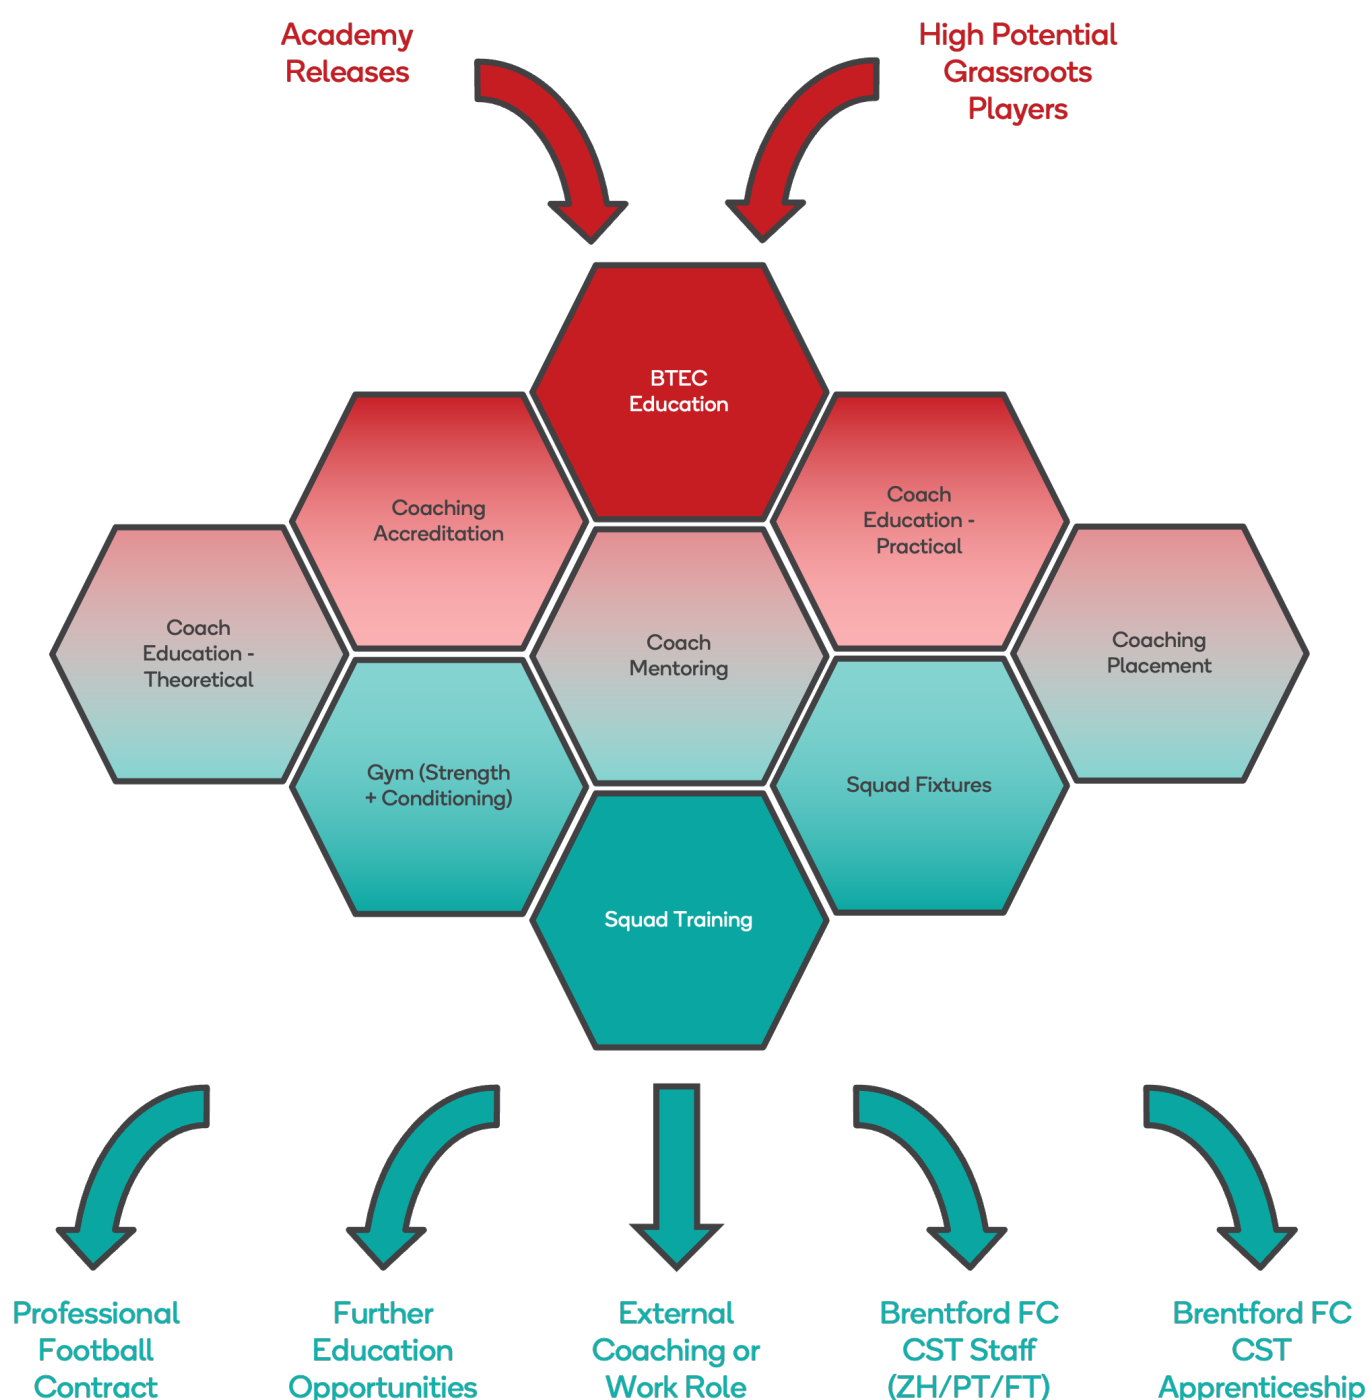 Academy
Releases
High Potential
Grassroots
Players
BTEC
Education
Coaching
Accreditation
Coach
Education -
Practical
Coach
Education -
Theoretical
Coach
Mentoring
Coaching
Placement
Gym (Strength
+ Conditioning)
Squad Fixtures
Squad Training
Professional
Football
Contract
Further
Education
Opportunities
External
Coaching or
Work Role
Brentford FC
CST Staff
(ZH/PT/FT)
Brentford FC
CST
Apprenticeship